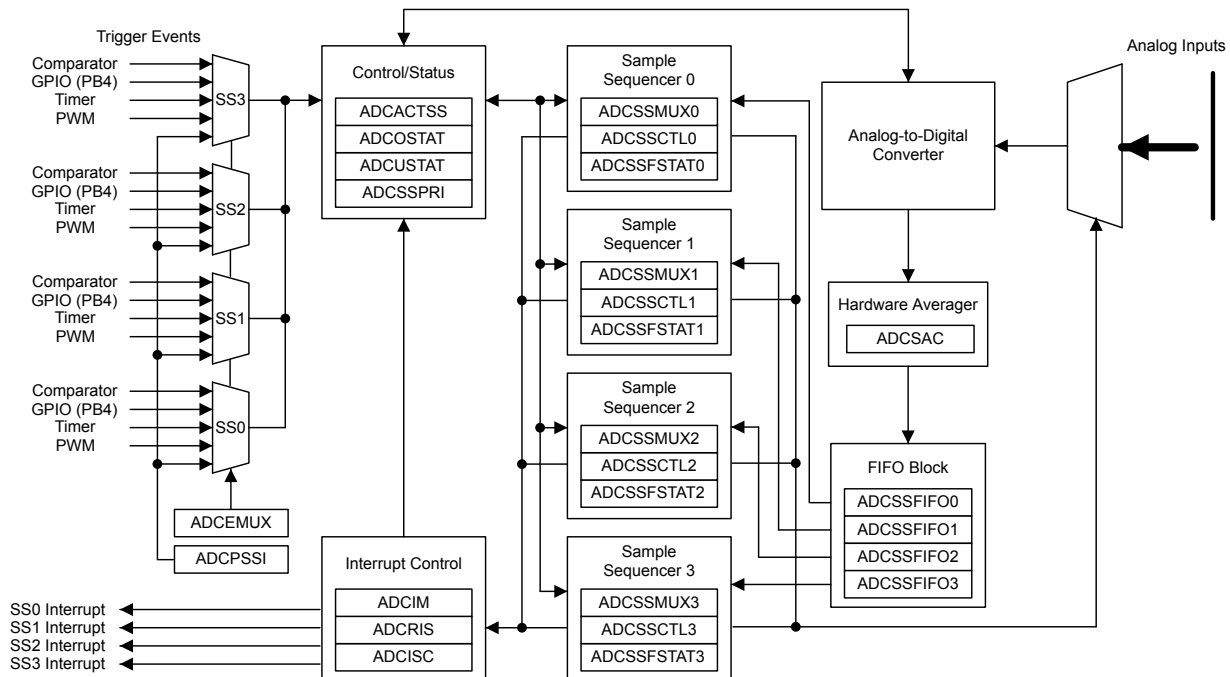 Trigger Events
Comparator
GPIO (PB4)
Timer
PWM
SS3
Comparator
GPIO (PB4)
Timer
PWM
SS2
Comparator
GPIO (PB4)
Timer
PWM
SS1
Comparator
GPIO (PB4)
Timer
PWM
SS0
ADCEMUX
ADCPSSI
SS0 Interrupt
SS1 Interrupt
SS2 Interrupt
SS3 Interrupt
Control/Status
ADCACTSS
ADCOSTAT
ADCUSTAT
ADCSSPRI
Interrupt Control
ADCIM
ADCRIS
ADCISC
Sample
Sequencer 0
ADCSSMUX0
ADCSSCTL0
ADCSSFSTAT0
Sample
Sequencer 1
ADCSSMUX1
ADCSSCTL1
ADCSSFSTAT1
Sample
Sequencer 2
ADCSSMUX2
ADCSSCTL2
ADCSSFSTAT2
Sample
Sequencer 3
ADCSSMUX3
ADCSSCTL3
ADCSSFSTAT3
Analog-to-Digital
Converter
Hardware Averager
ADCSAC
FIFO Block
ADCSSFIFO0
ADCSSFIFO1
ADCSSFIFO2
ADCSSFIFO3
Analog Inputs